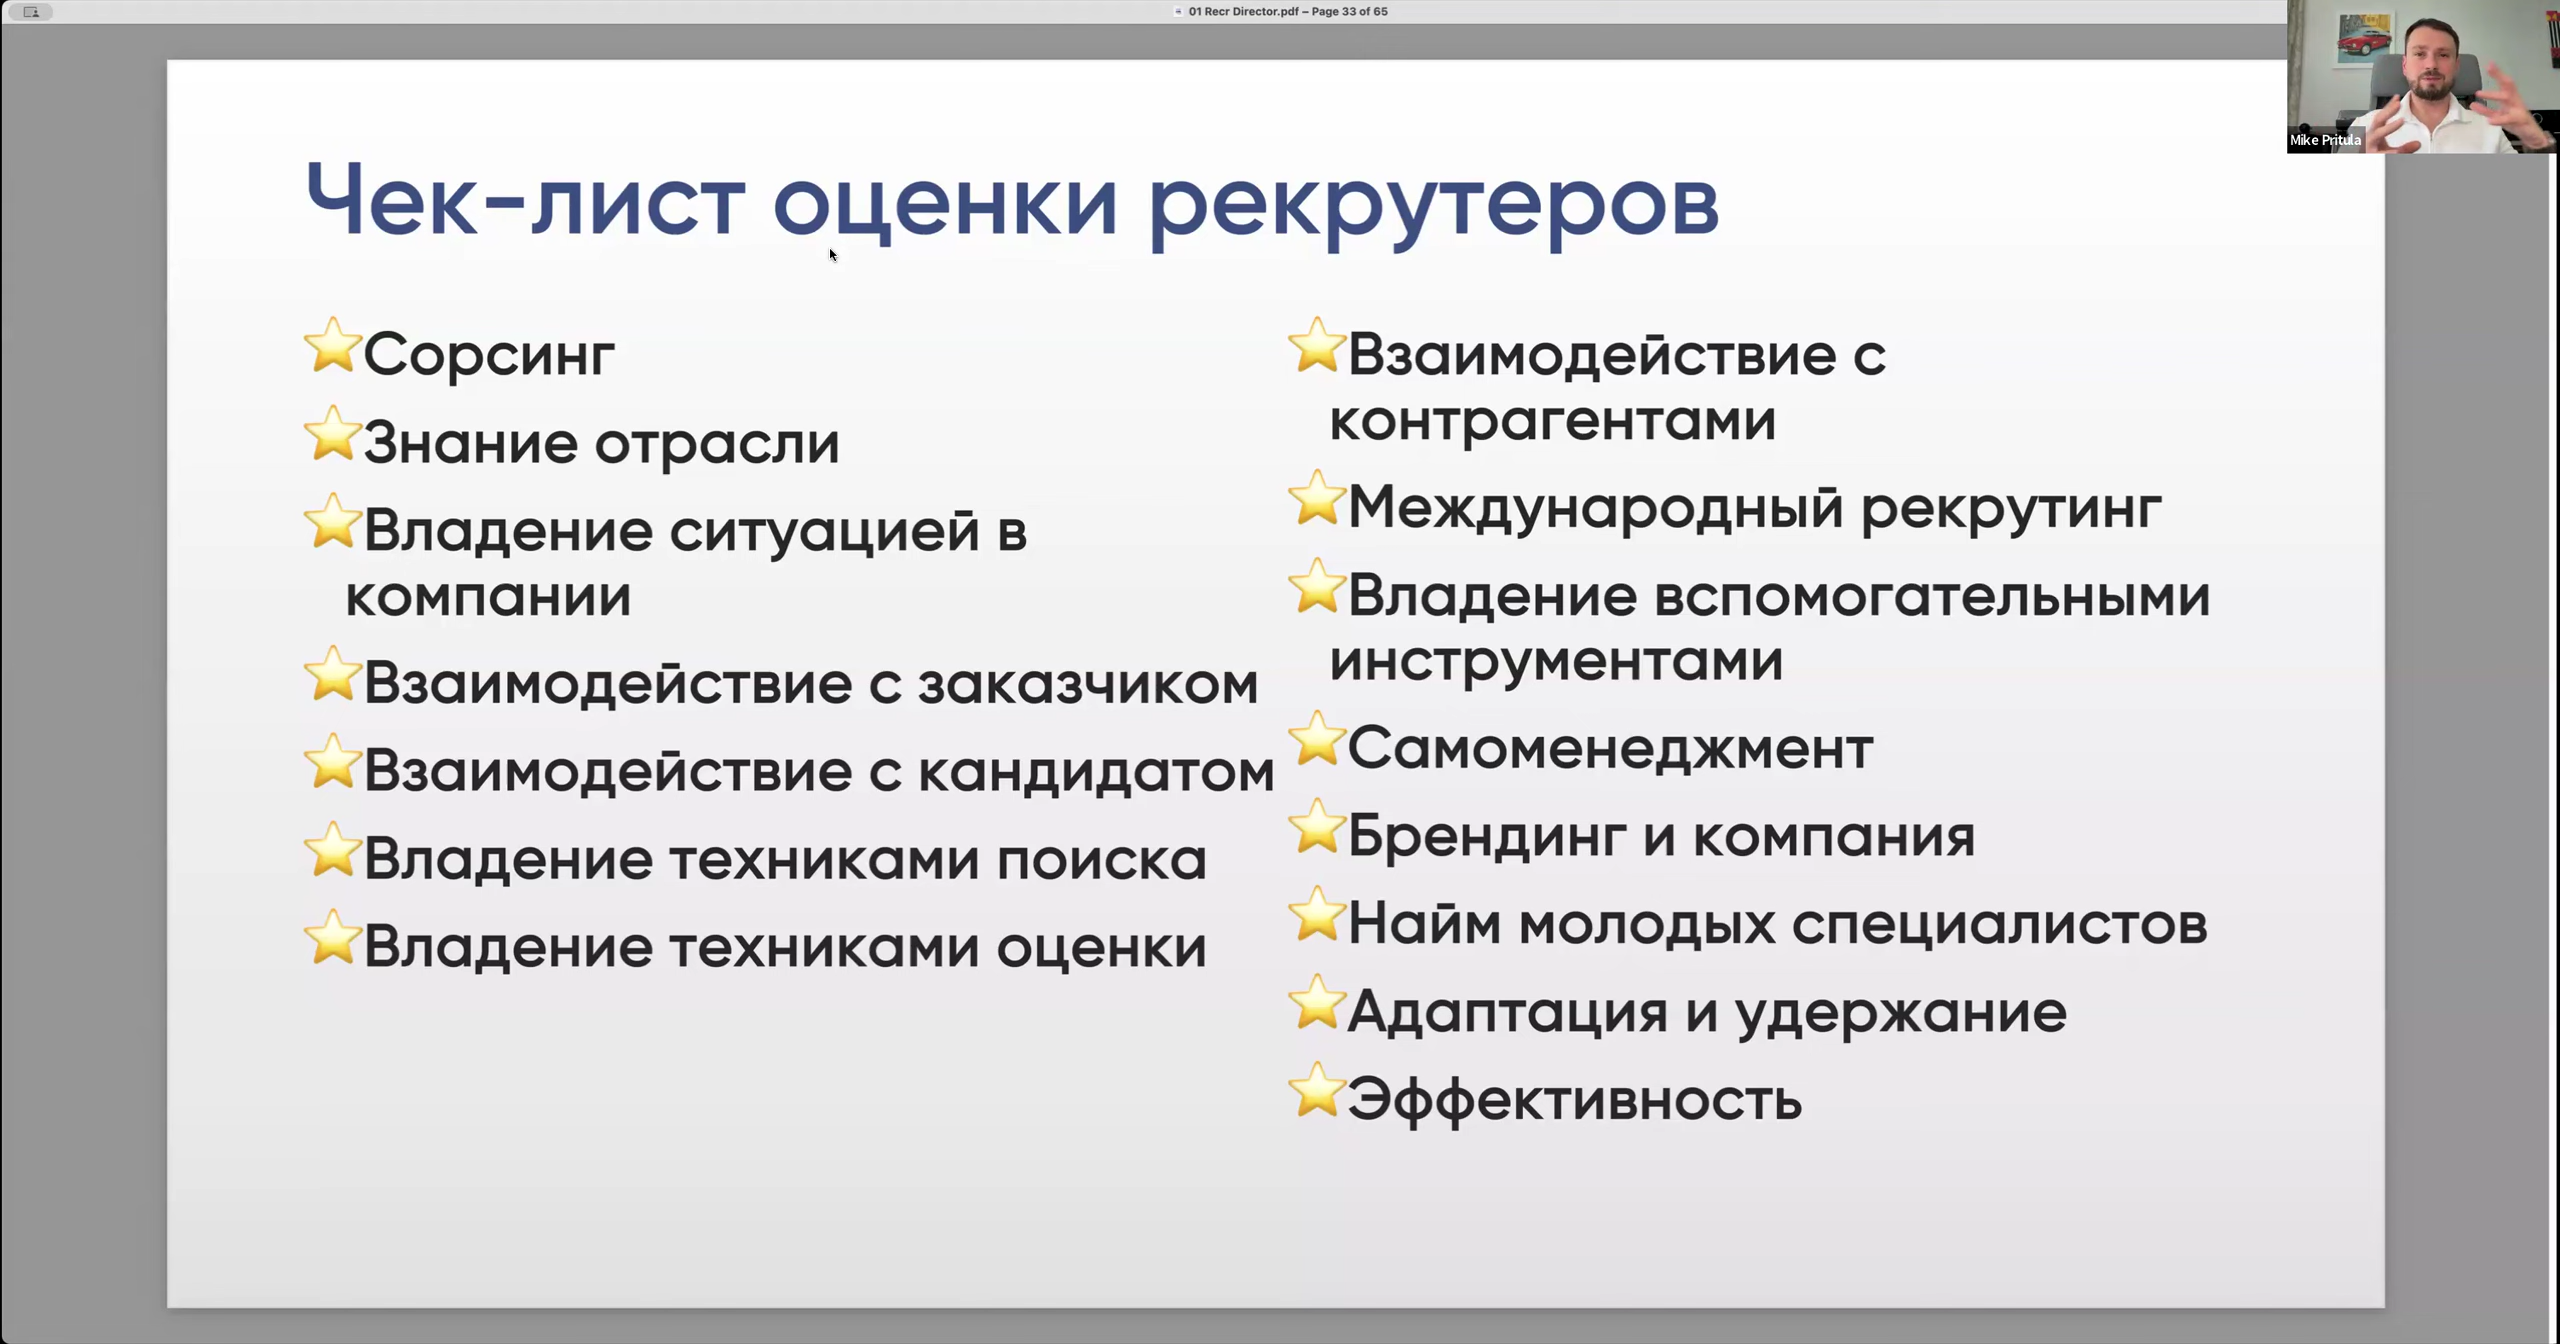 01 Recr Director.pdf – Page 33 of 65
Mike Pritula
Чек-лист оценки рекрутеров
Сорсинг
Знание отрасли
Владение ситуацией в
компании
Взаимодействие с заказчиком
Взаимодействие с кандидатом
Владение техниками поиска
Владение техниками оценки
Взаимодействие с
контрагентами
Международный рекрутинг
Владение вспомогательными
инструментами
Самоменеджмент
Брендинг и компания
Найм молодых специалистов
Адаптация и удержание
Эффективность